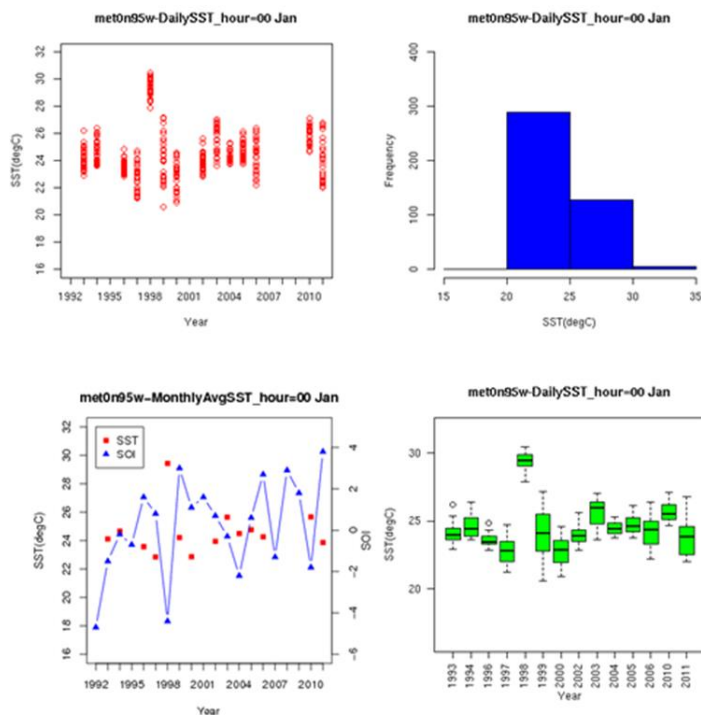 met0n95w-DailySST_hour=00 Jan
SST(degC)
32
30
28
26
24
22
20
18
16
1992 1995 1998 2001 2004 2007 2010
Year
met0n95w-DailySST_hour=00 Jan
Frequency
400
300
200
100
0
15 20 25 30 35
SST(degC)
met0n95w-MonthlyAvgSST_hour=00 Jan
SST
SOI
SST(degC)
32
30
28
26
24
22
20
18
16
SOI
4
2
0
-2
-4
-6
1992 1995 1998 2001 2004 2007 2010
Year
met0n95w-DailySST_hour=00 Jan
SST(degC)
30
25
20
1993 1994 1996 1997 1998 1999 2000 2002 2003 2004 2005 2006 2010 2011
Year